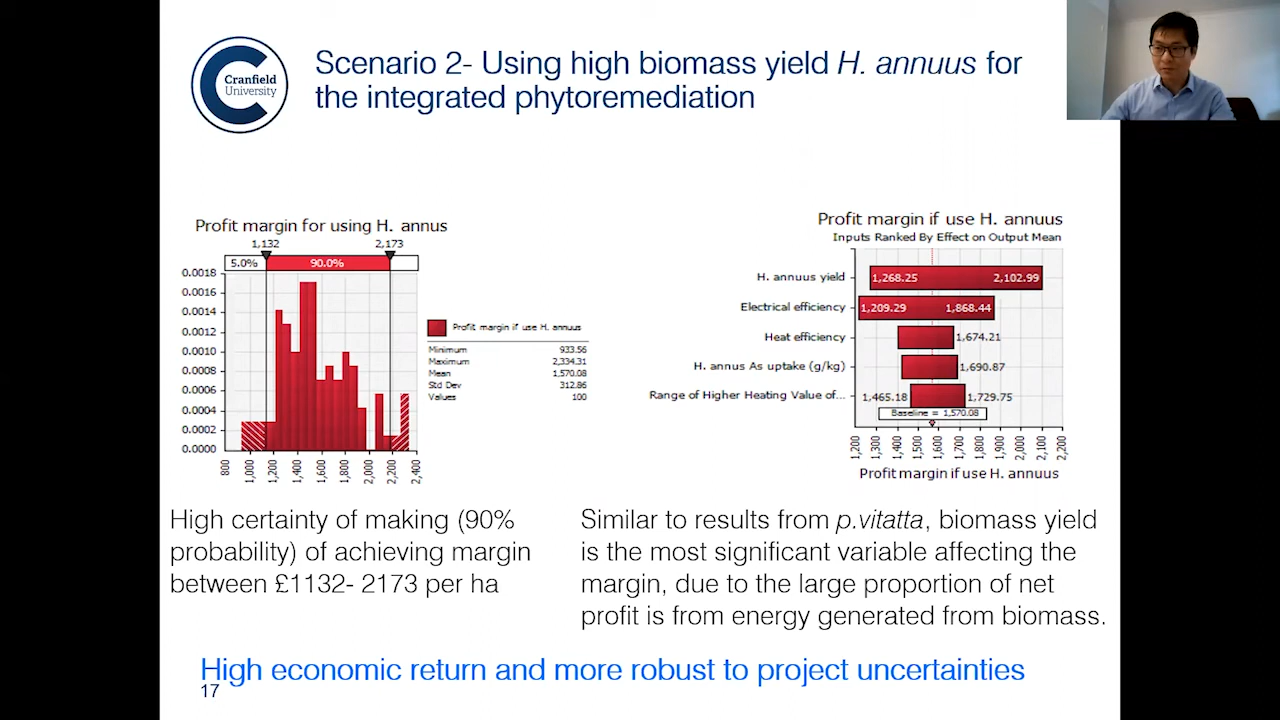 Cranfield
University
Scenario 2- Using high biomass yield H. annuus for
the integrated phytoremediation
Profit margin for using H. annus
1,132
2,173
5.0%
90.0%
0.0018
0.0016
0.0014
0.0012
0.0010
0.0008
0.0006
0.0004
0.0002
0.0000
800
1,000
1,200
1,400
1,600
1,800
2,000
2,200
2,400
Profit margin if use H. annuus
Minimum 933.56
Maximum 2,334.31
Mean 1,570.08
Std Dev 312.86
Values 100
Profit margin if use H. annuus
Inputs Ranked By Effect on Output Mean
H. annuus yield 1,268.25 2,102.99
Electrical efficiency 1,209.29 1,868.44
Heat efficiency 1,674.21
H. annus As uptake (g/kg) 1,690.87
Range of Higher Heating Value of... 1,465.18 1,729.75
Baseline = 1,570.08
1,200
1,300
1,400
1,500
1,600
1,700
1,800
1,900
2,000
2,100
2,200
Profit margin if use H. annuus
High certainty of making (90%
probability) of achieving margin
between £1132- 2173 per ha
Similar to results from p.vitatta, biomass yield
is the most significant variable affecting the
margin, due to the large proportion of net
profit is from energy generated from biomass.
High economic return and more robust to project uncertainties
17